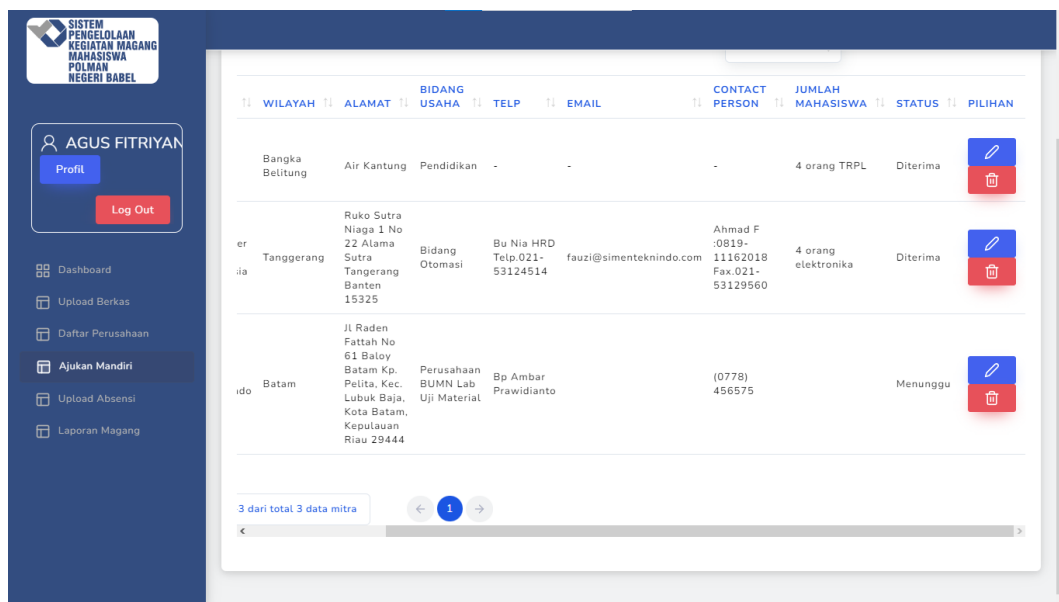 SISTEM
PENGELOLAAN
KEGIATAN MAGANG
MAHASISWA
POLMAN
NEGERI BABEL
AGUS FITRIYAN
Profil
Log Out
Dashboard
Upload Berkas
Daftar Perusahaan
Ajukan Mandiri
Upload Absensi
Laporan Magang
WILAYAH ALAMAT BIDANG USAHA TELP EMAIL CONTACT PERSON JUMLAH MAHASISWA STATUS PILIHAN
Bangka
Belitung
Air Kantung
Pendidikan
-
-
-
4 orang TRPL
Diterima
er
sia
Tanggerang
Ruko Sutra
Niaga 1 No
22 Alama
Sutra
Tangerang
Banten
15325
Bidang
Otomasi
Bu Nia HRD
Telp.021-
53124514
fauzi@simenteknindo.com
Ahmad F
:0819-
11162018
Fax.021-
53129560
4 orang
elektronika
Diterima
ndo
Batam
Jl Raden
Fattah No
61 Baloy
Batam Kp.
Pelita, Kec.
Lubuk Baja,
Kota Batam,
Kepulauan
Riau 29444
Perusahaan
BUMN Lab
Uji Material
Bp Ambar
Prawidianto
(0778)
456575
Menunggu
3 dari total 3 data mitra
1